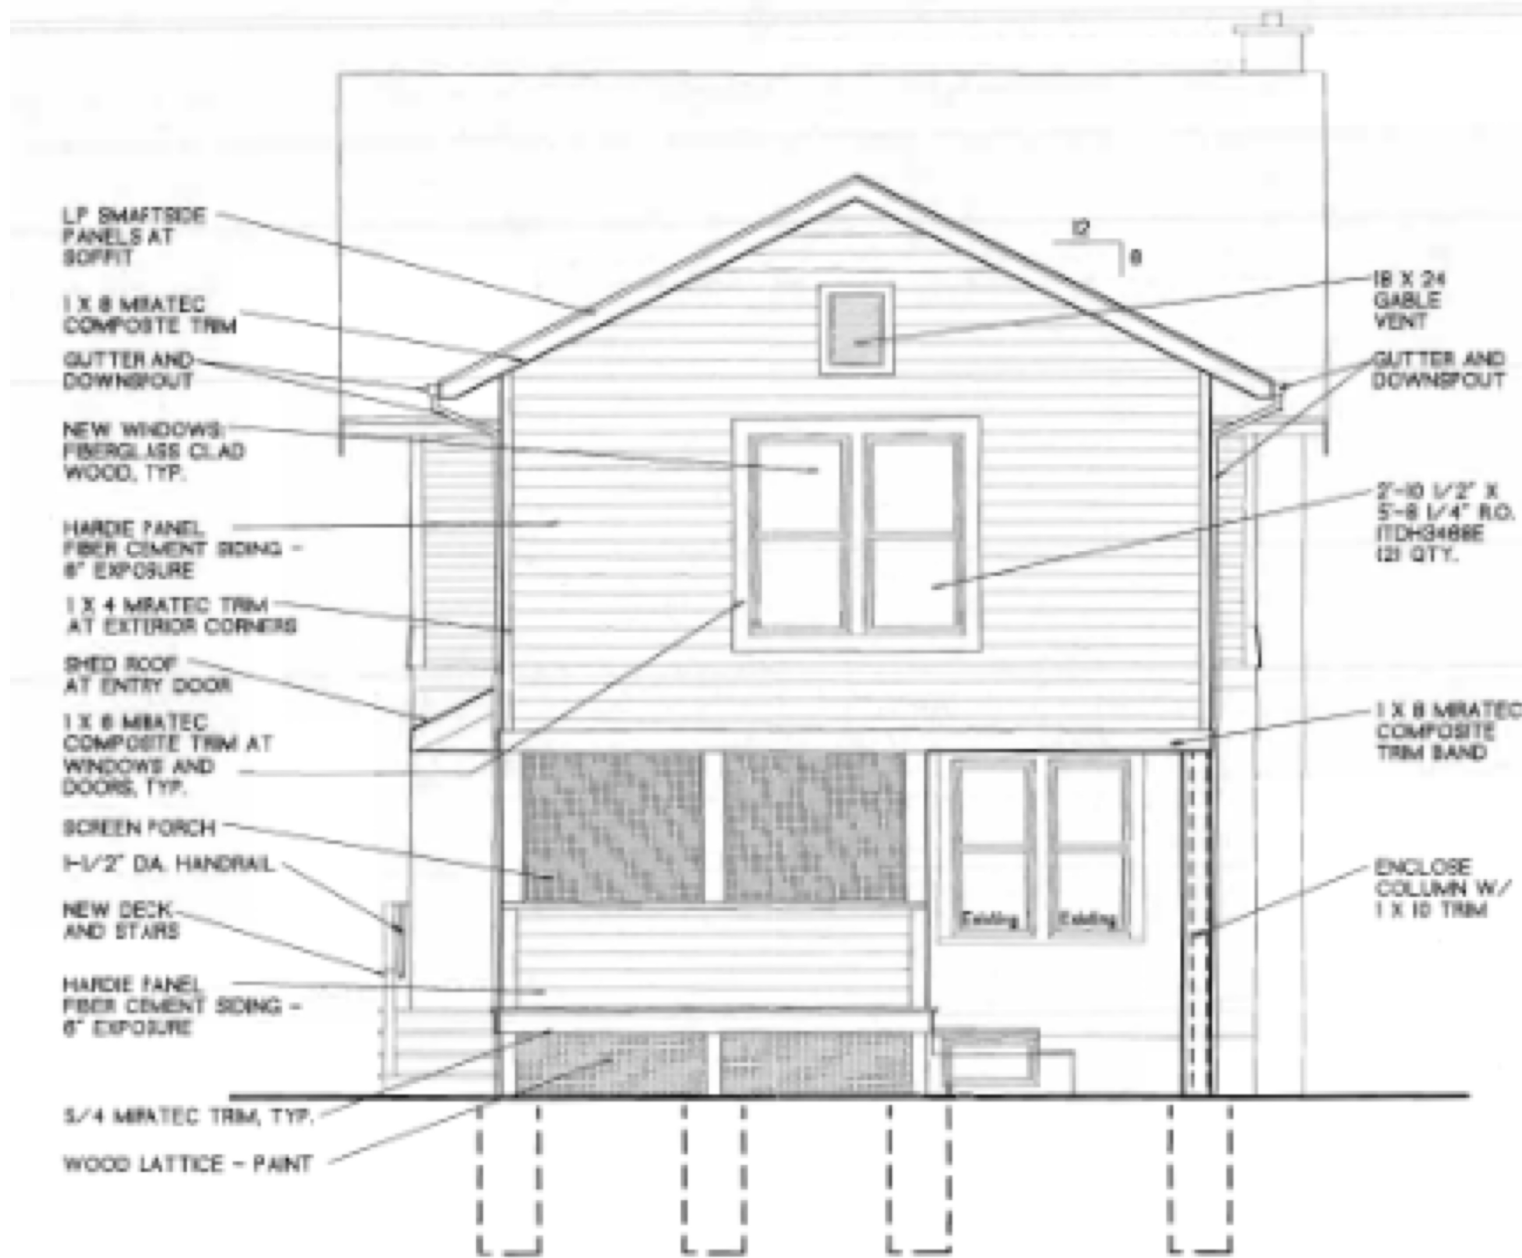 LP SMARTSIDE
PANELS AT
SOFFIT
1 X 8 MIRATEC
COMPOSITE TRIM
GUTTER AND
DOWNSPOUT
NEW WINDOWS:
FIBERGLASS CLAD
WOOD, TYP.
HARDIE PANEL
FIBER CEMENT SIDING -
6" EXPOSURE
1 X 4 MIRATEC TRIM
AT EXTERIOR CORNERS
SHED ROOF
AT ENTRY DOOR
1 X 6 MIRATEC
COMPOSITE TRIM AT
WINDOWS AND
DOORS, TYP.
SCREEN PORCH
1-1/2" DIA. HANDRAIL
NEW DECK
AND STAIRS
HARDIE PANEL
FIBER CEMENT SIDING -
6" EXPOSURE
5/4 MIRATEC TRIM, TYP.
WOOD LATTICE - PAINT
12
8
18 X 24
GABLE
VENT
GUTTER AND
DOWNSPOUT
2'-10 1/2" X
5'-8 1/4" R.O.
(2) QTY.
1 X 8 MIRATEC
COMPOSITE
TRIM BAND
ENCLOSE
COLUMN W/
1 X 10 TRIM
Existing
Existing